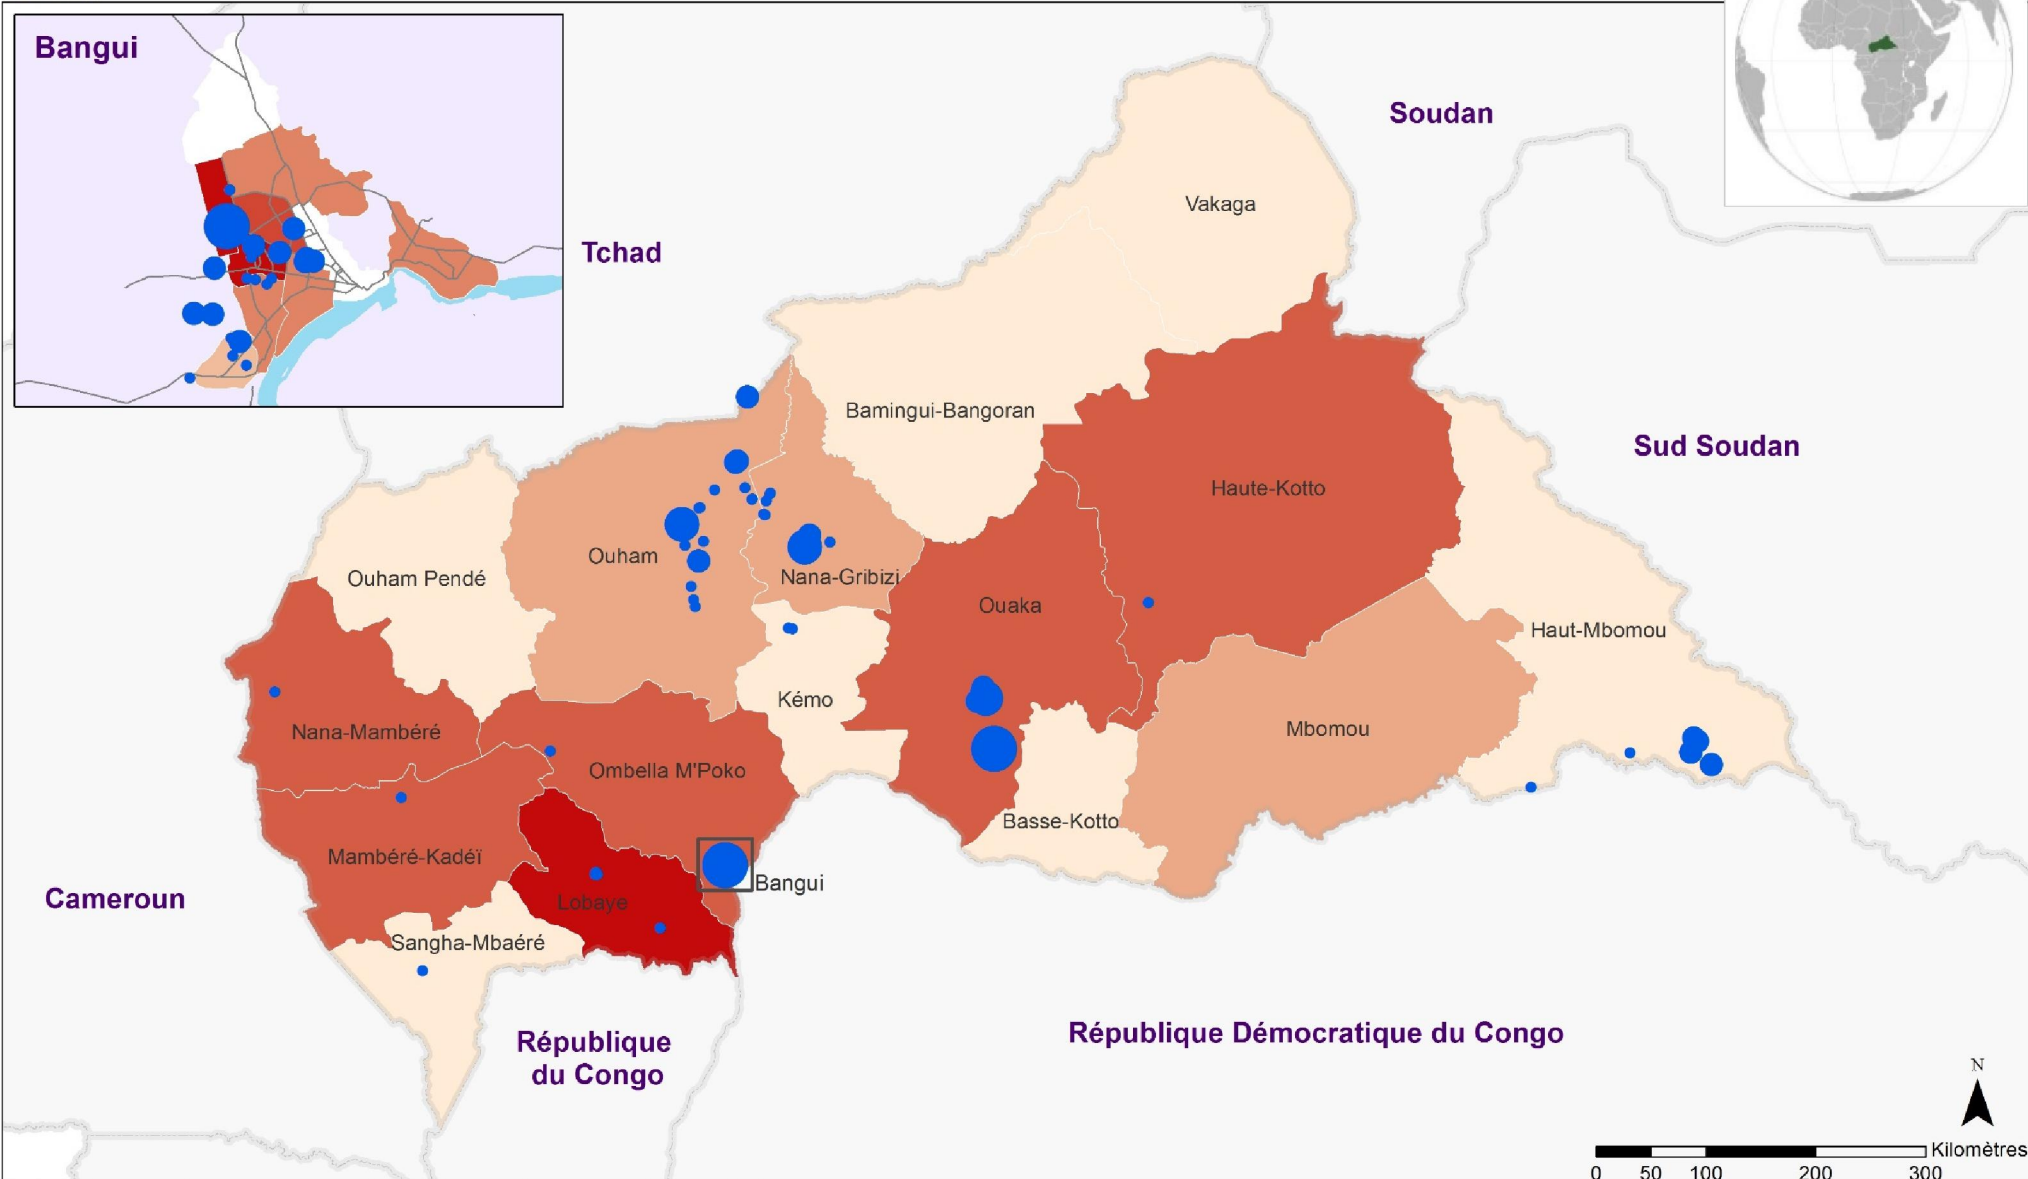 Bangui
Soudan
Vakaga
Tchad
Bamingui-Bangoran
Sud Soudan
Haute-Kotto
Ouham
Ouham Pendé
Nana-Gribizi
Ouaka
Haut-Mbomou
Kémo
Nana-Mambéré
Mbomou
Ombella M'Poko
Basse-Kotto
Mambéré-Kadéï
Bangui
Cameroun
Lobaye
Sangha-Mbaéré
République
du Congo
République Démocratique du Congo
N
Kilomètres
0 50 100 200 300